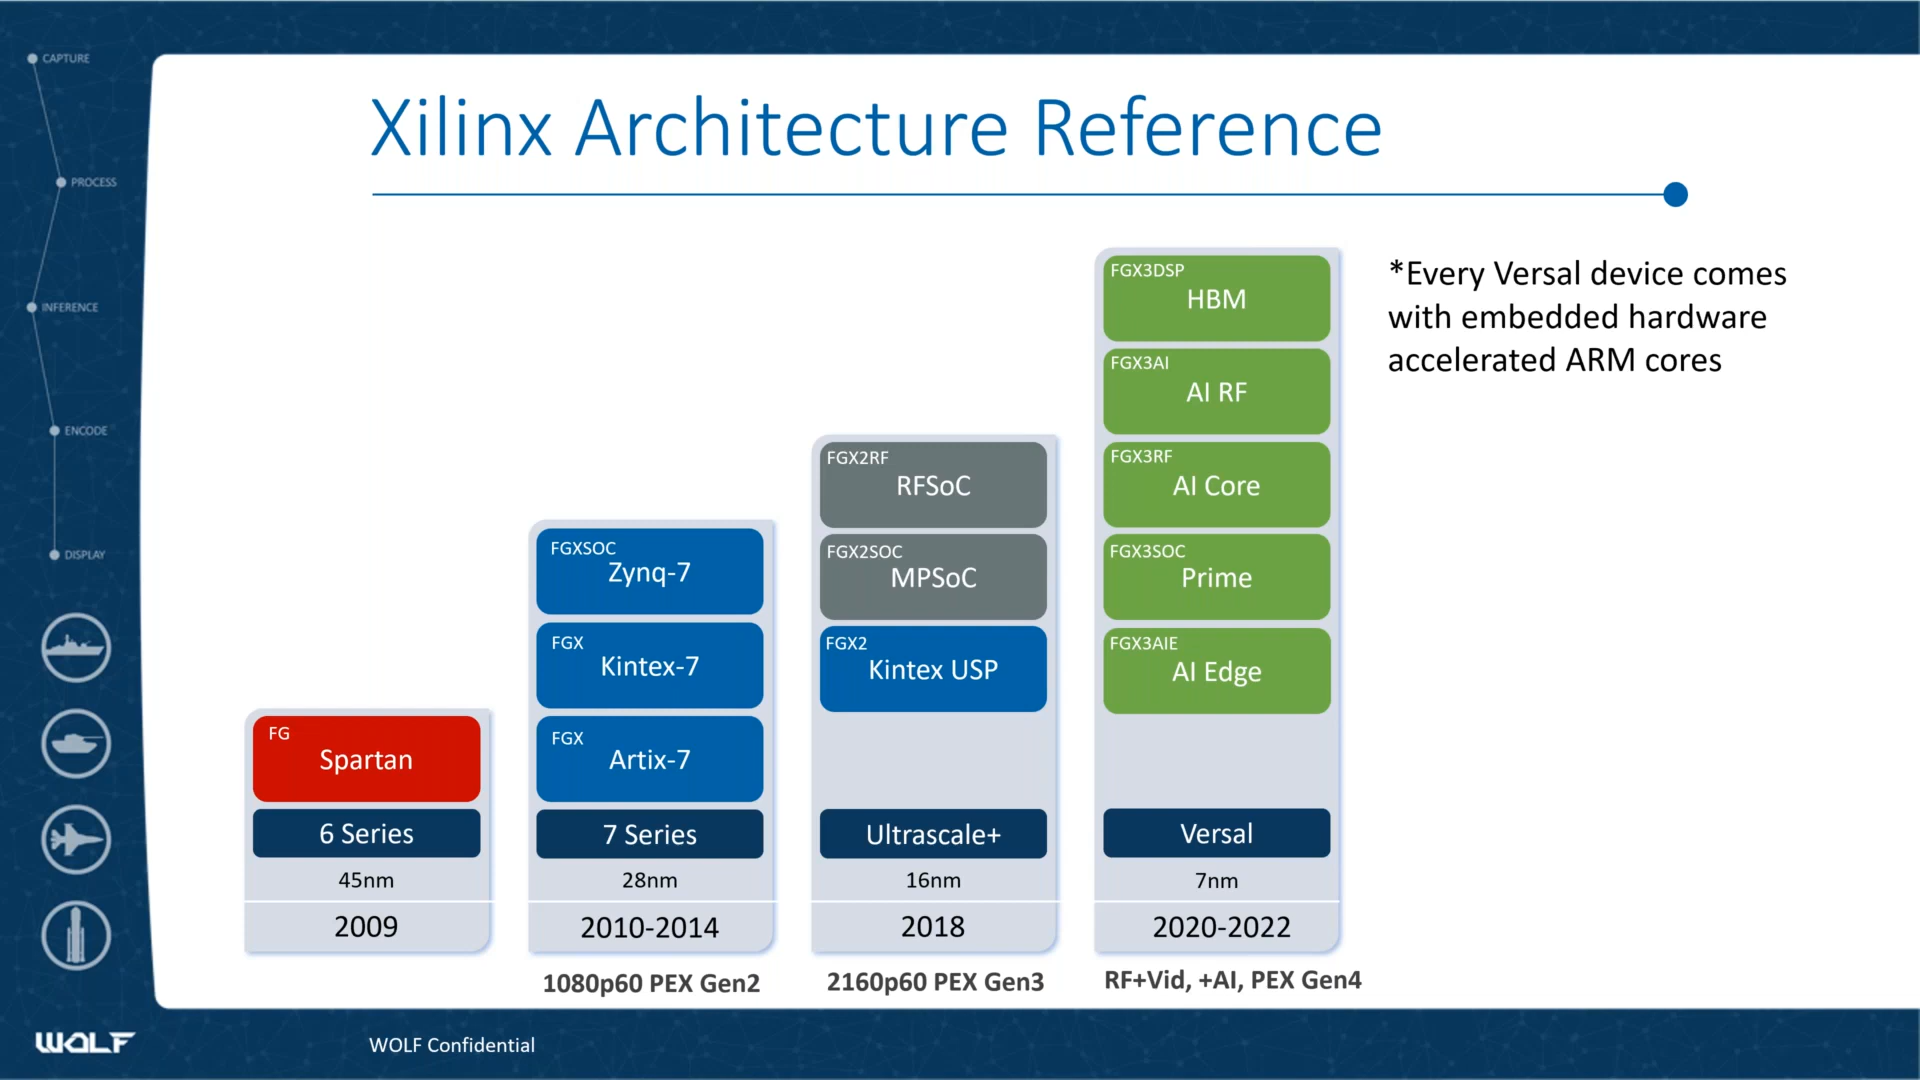 CAPTURE
PROCESS
INFERENCE
ENCODE
DISPLAY
Xilinx Architecture Reference
*Every Versal device comes
with embedded hardware
accelerated ARM cores
FG
Spartan
6 Series
45nm
2009
FGXSOC
Zynq-7
FGX
Kintex-7
FGX
Artix-7
7 Series
28nm
2010-2014
1080p60 PEX Gen2
FGX2RF
RFSoC
FGX2SOC
MPSoC
FGX2
Kintex USP
Ultrascale+
16nm
2018
2160p60 PEX Gen3
FGX3DSP
HBM
FGX3AI
AI RF
FGX3RF
AI Core
FGX3SOC
Prime
FGX3AIE
AI Edge
Versal
7nm
2020-2022
RF+Vid, +AI, PEX Gen4
WOLF
WOLF Confidential